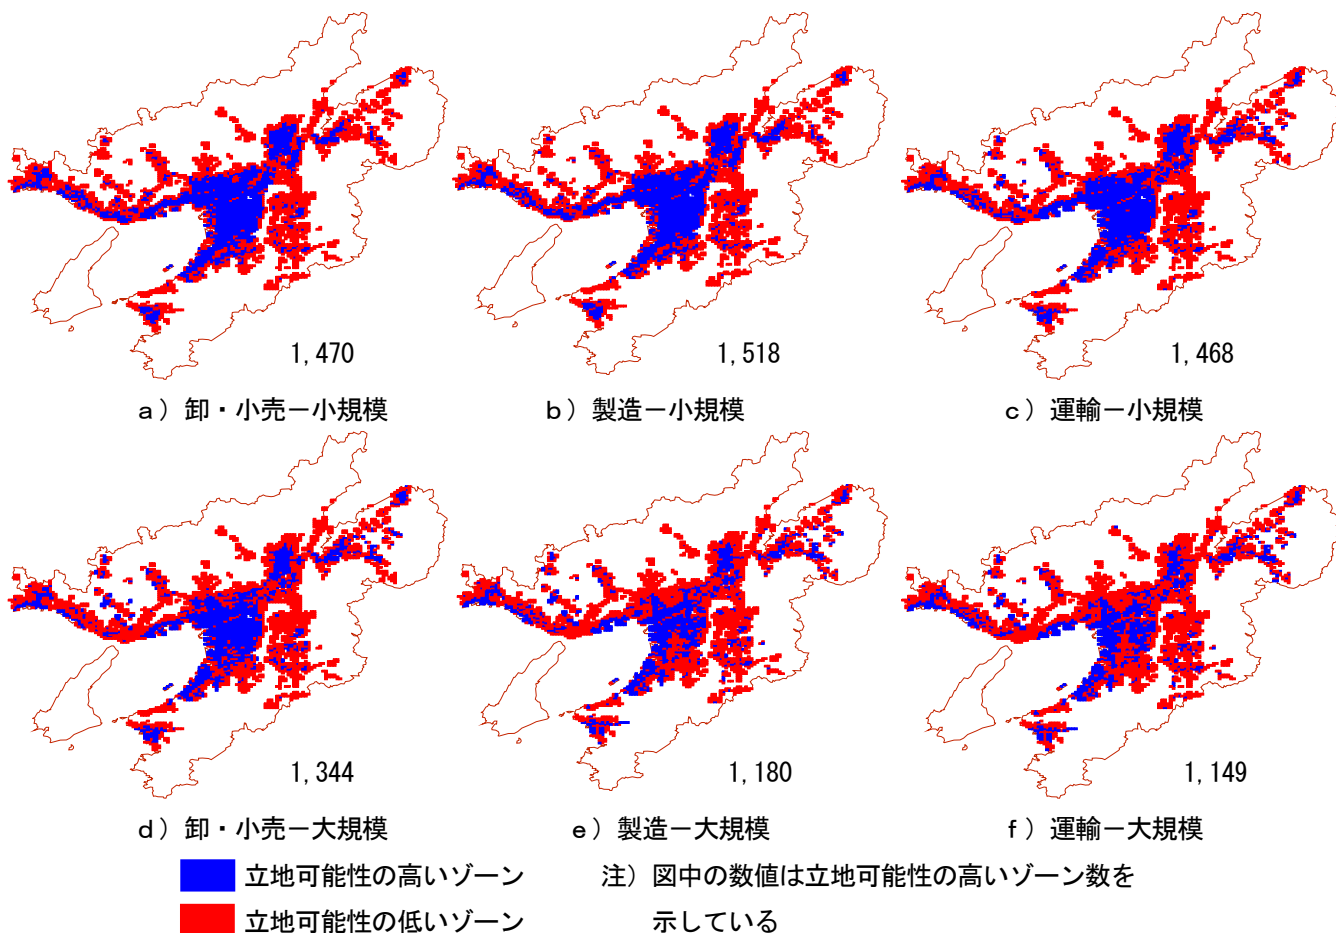 1,470
1,518
1,468
a)卸・小売－小規模
b)製造－小規模
c)運輸－小規模
1,344
1,180
1,149
d)卸・小売－大規模
e)製造－大規模
f)運輸－大規模
立地可能性の高いゾーン
注)図中の数値は立地可能性の高いゾーン数を
立地可能性の低いゾーン
示している